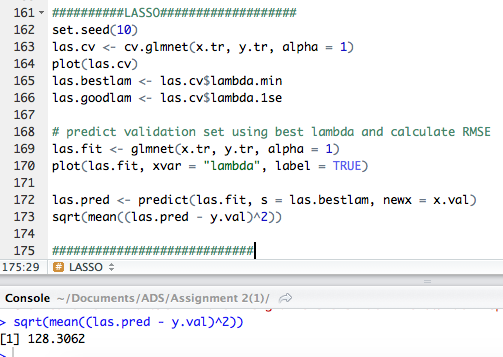 161 ##########LASSO###################
162 set.seed(10)
163 las.cv <- cv.glmnet(x.tr, y.tr, alpha = 1)
164 plot(las.cv)
165 las.bestlam <- las.cv$lambda.min
166 las.goodlam <- las.cv$lambda.1se
167
168 # predict validation set using best lambda and calculate RMSE
169 las.fit <- glmnet(x.tr, y.tr, alpha = 1)
170 plot(las.fit, xvar = "lambda", label = TRUE)
171
172 las.pred <- predict(las.fit, s = las.bestlam, newx = x.val)
173 sqrt(mean((las.pred - y.val)^2))
174
175 ############################
175:29 # LASSO
Console ~/Documents/ADS/Assignment 2(1)/
> sqrt(mean((las.pred - y.val)^2))
[1] 128.3062
>